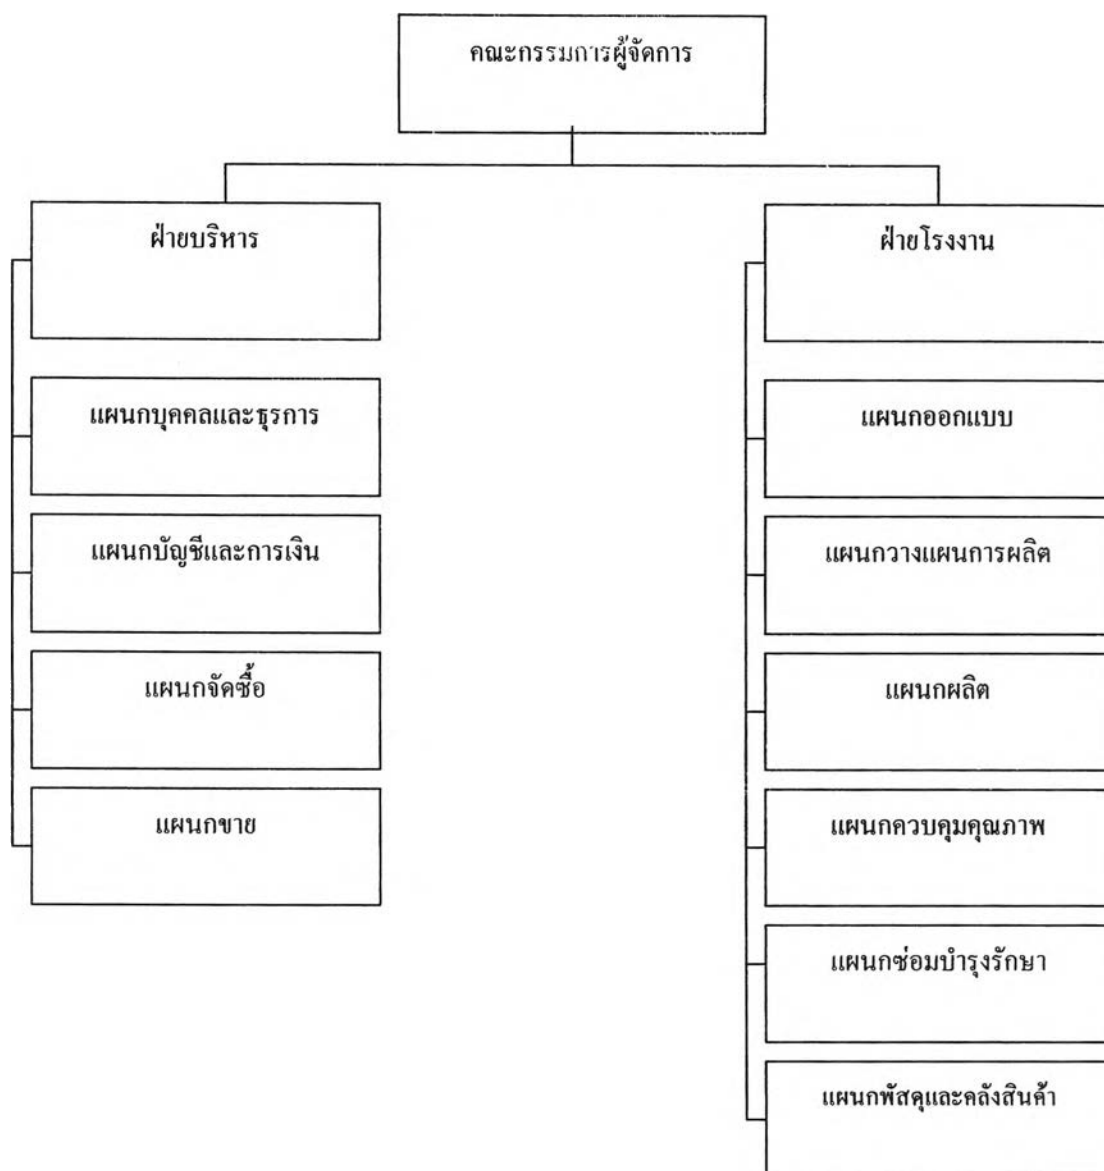 คณะกรรมการผู้จัดการ
ฝ่ายบริหาร
แผนกบุคคลและธุรการ
แผนกบัญชีและการเงิน
แผนกจัดซื้อ
แผนกขาย
ฝ่ายโรงงาน
แผนกออกแบบ
แผนกวางแผนการผลิต
แผนกผลิต
แผนกควบคุมคุณภาพ
แผนกซ่อมบำรุงรักษา
แผนกพัสดุและคลังสินค้า